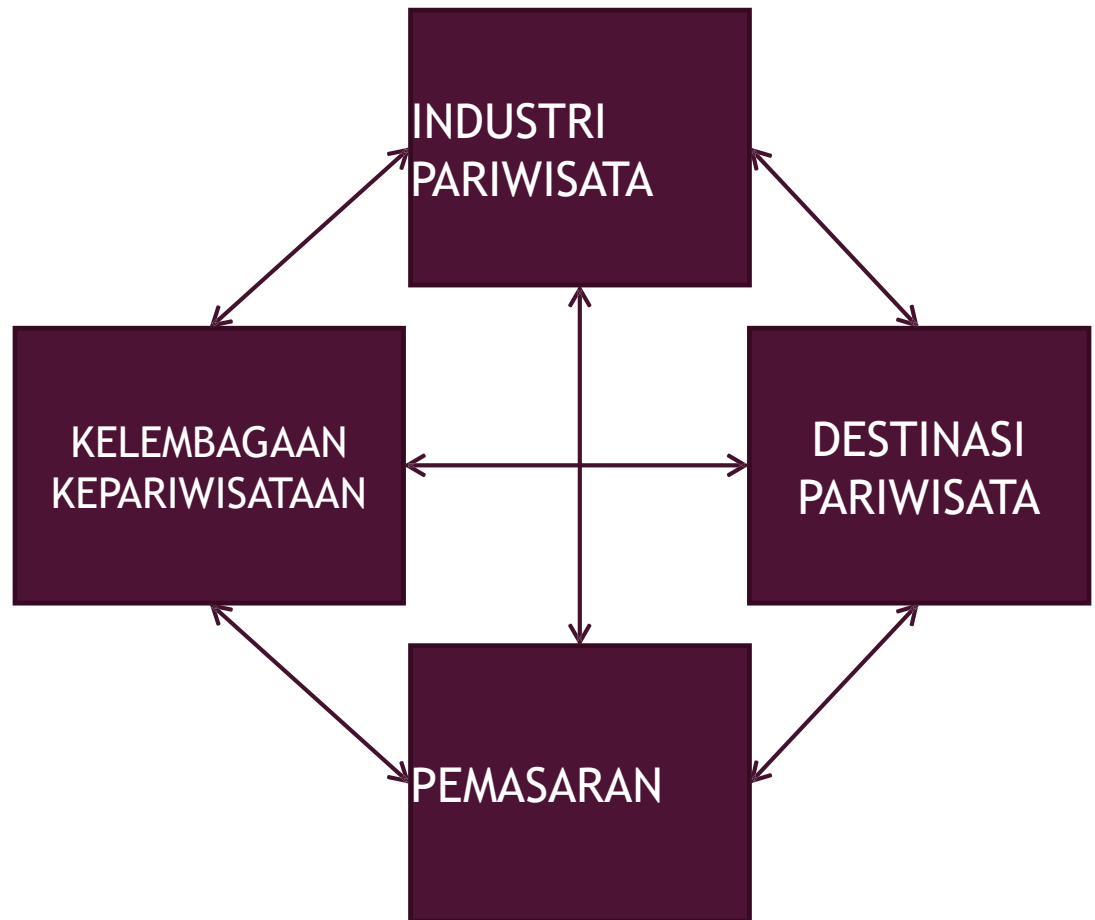 INDUSTRI
PARIWISATA
KELEMBAGAAN
KEPARIWISATAAN
DESTINASI
PARIWISATA
PEMASARAN